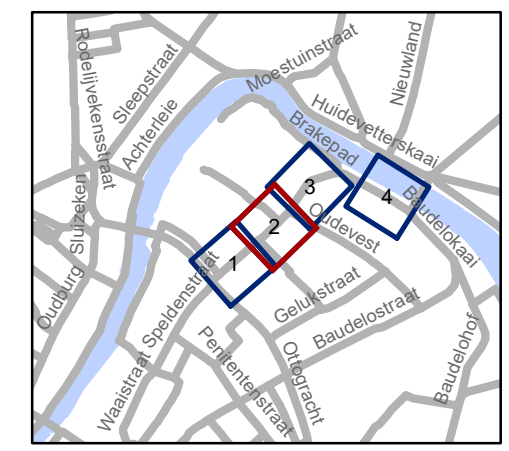 Rodelijvekensstraat
Sleepstraat
Moestuinstraat
Nieuwland
Achterleie
Huidevetterskaai
Brakepad
3
4
Baudelokaai
Sluizeken
2
Oudevest
1
Oudburg
Speldenstraat
Gelukstraat
Waaistraat
Baudelostraat
Penitentenstraat
Ottogracht
Baudelohof